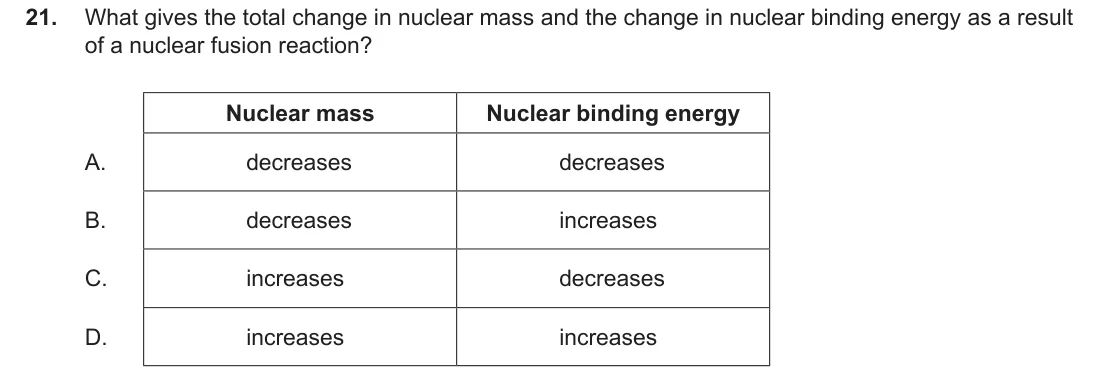 21. What gives the total change in nuclear mass and the change in nuclear binding energy as a result
of a nuclear fusion reaction?
Nuclear mass Nuclear binding energy
A. decreases decreases
B. decreases increases
C. increases decreases
D. increases increases